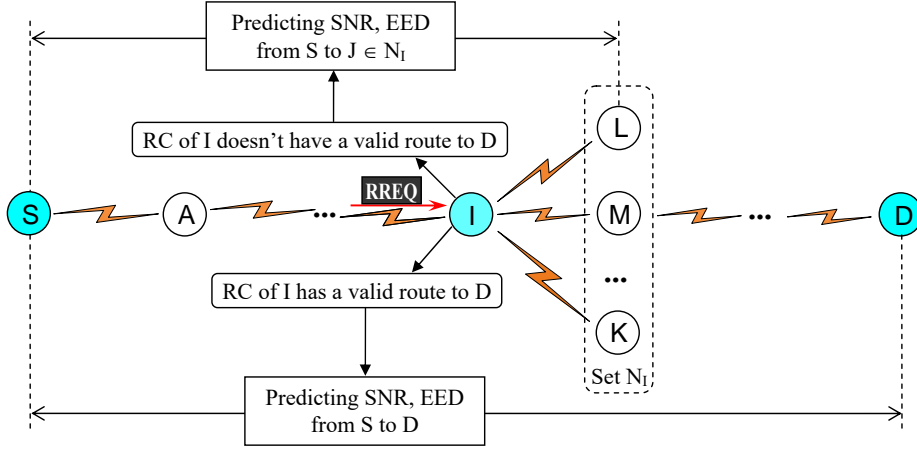 Predicting SNR, EED
from S to J ∈ N_I
RC of I doesn't have a valid route to D
L
RREQ
S
A
...
I
M
...
D
RC of I has a valid route to D
...
K
Set N_I
Predicting SNR, EED
from S to D